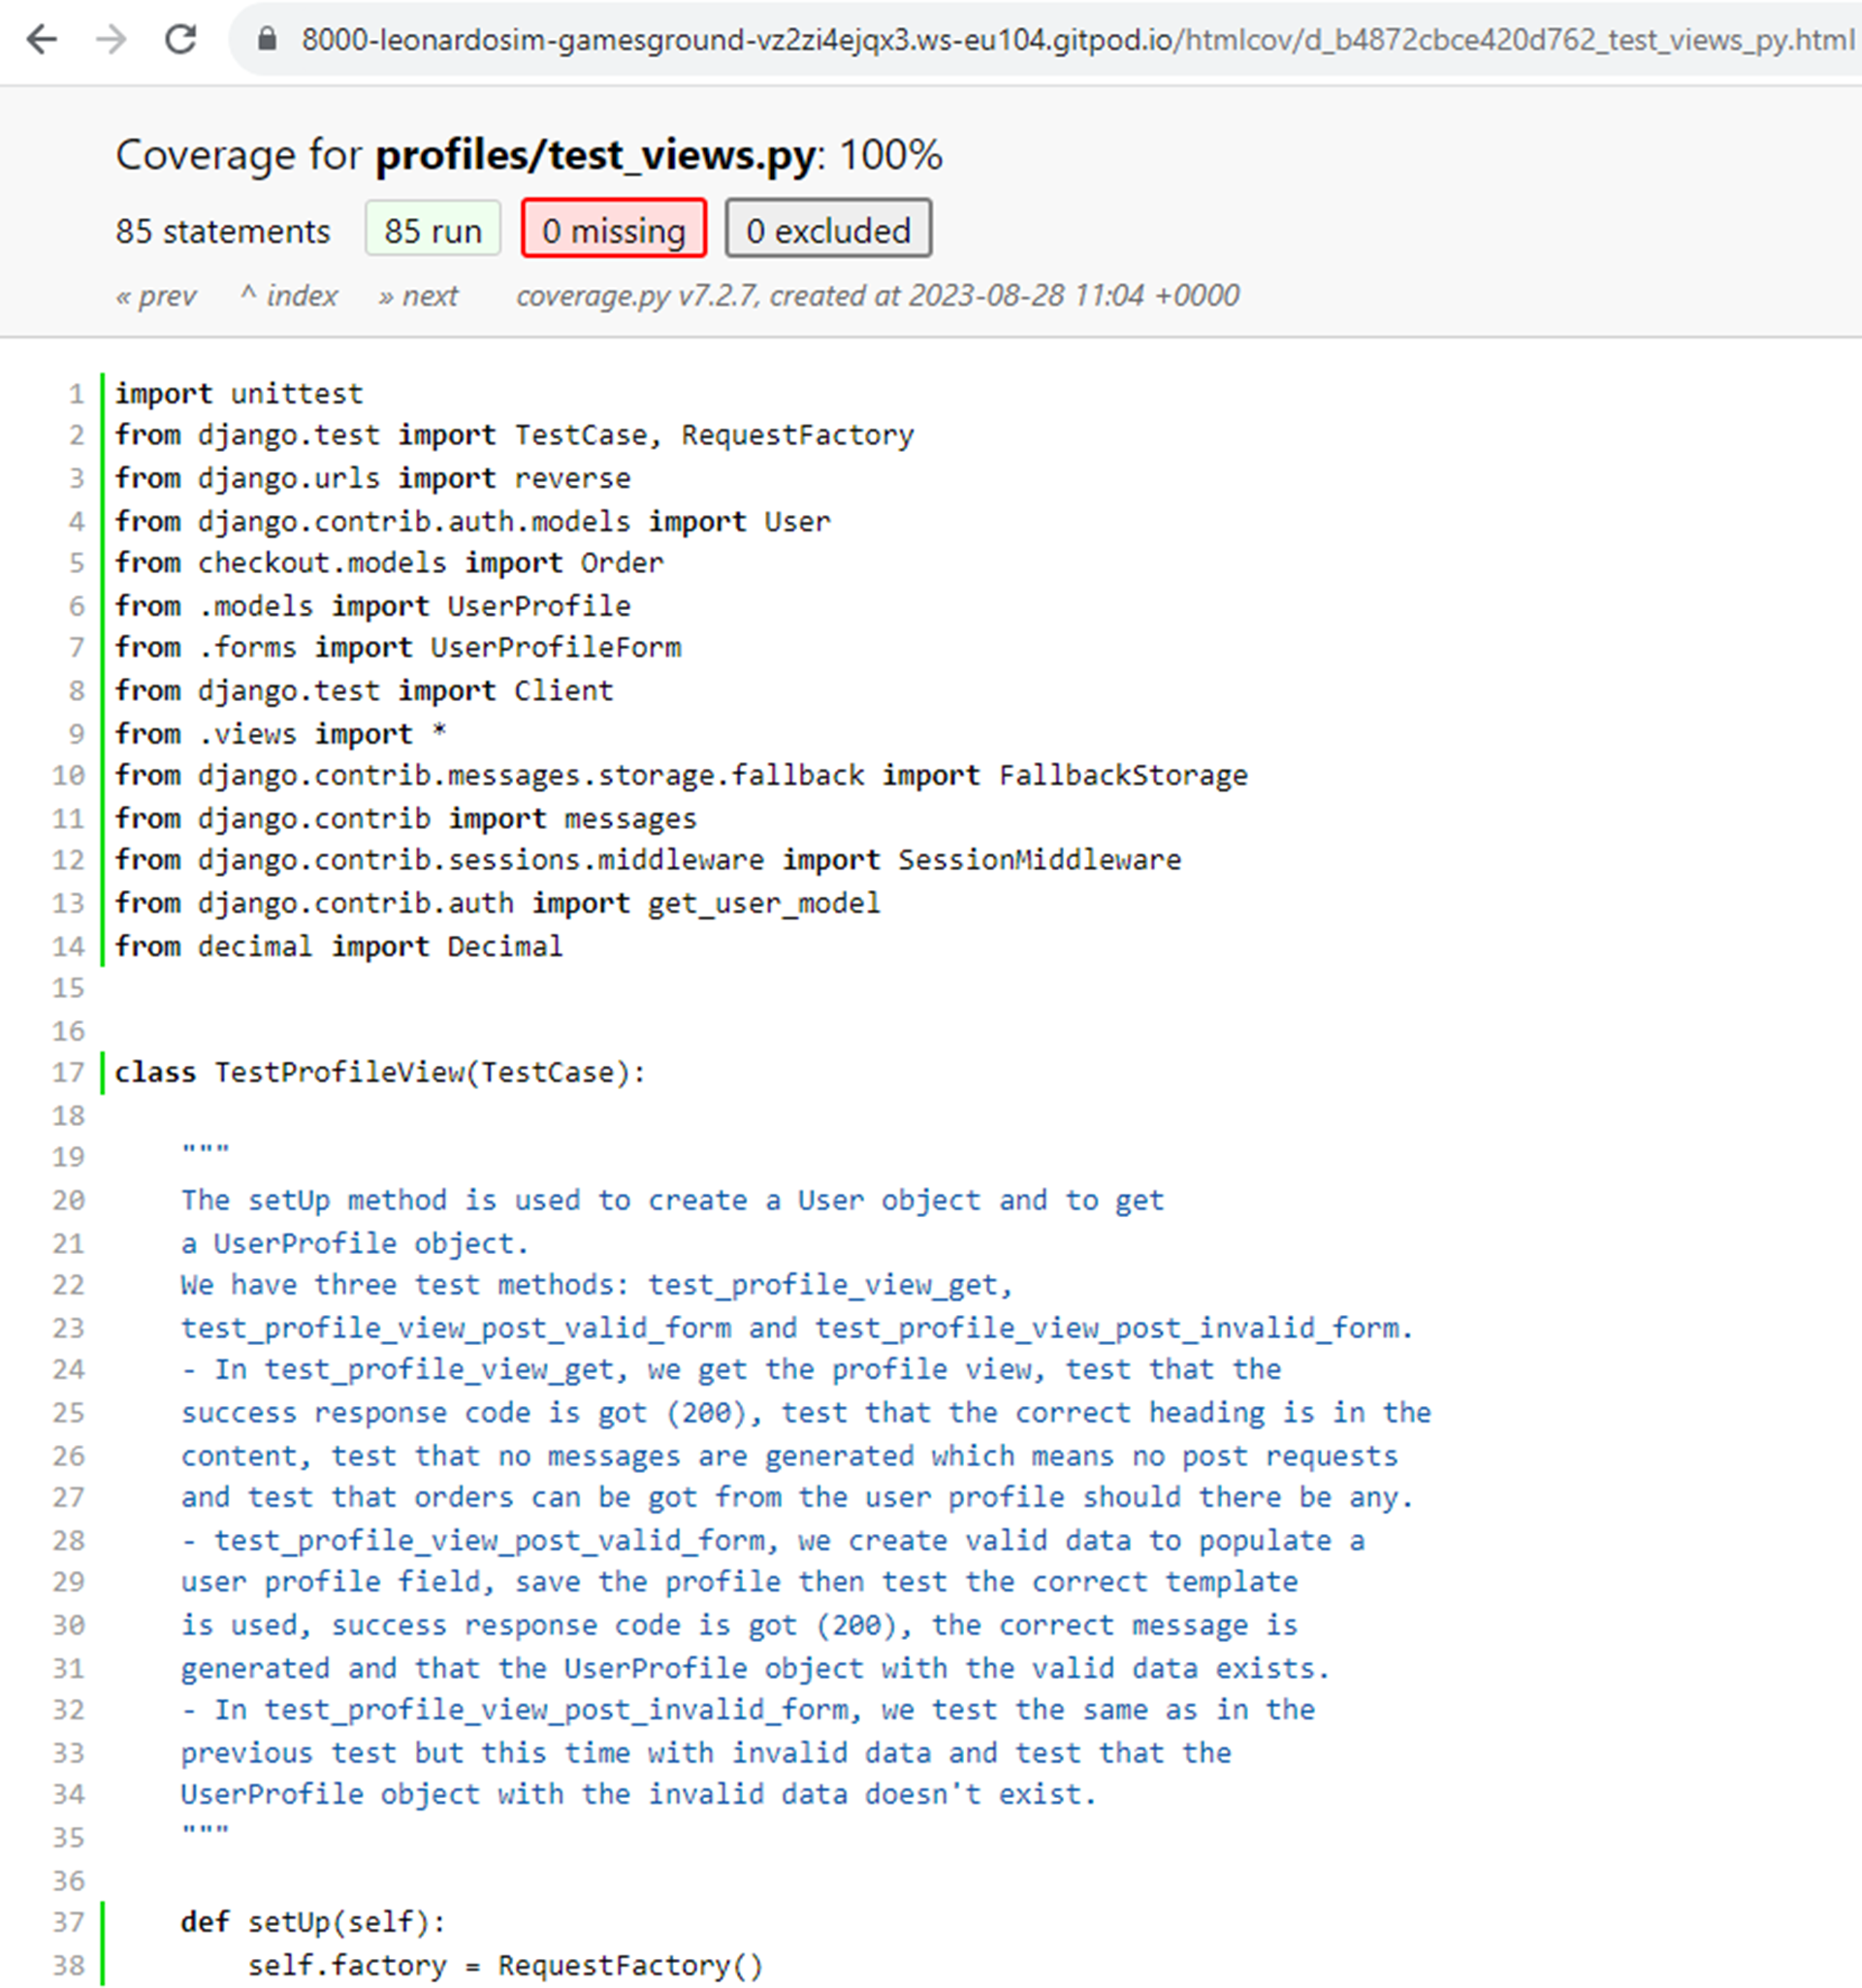 8000-leonardosim-gamesground-vz2zi4ejqx3.ws-eu104.gitpod.io/htmlcov/d_b4872cbce420d762_test_views_py.html
Coverage for profiles/test_views.py: 100%
85 statements 85 run 0 missing 0 excluded
« prev ^ index » next coverage.py v7.2.7, created at 2023-08-28 11:04 +0000
1 import unittest
2 from django.test import TestCase, RequestFactory
3 from django.urls import reverse
4 from django.contrib.auth.models import User
5 from checkout.models import Order
6 from .models import UserProfile
7 from .forms import UserProfileForm
8 from django.test import Client
9 from .views import *
10 from django.contrib.messages.storage.fallback import FallbackStorage
11 from django.contrib import messages
12 from django.contrib.sessions.middleware import SessionMiddleware
13 from django.contrib.auth import get_user_model
14 from decimal import Decimal
15
16
17 class TestProfileView(TestCase):
18
19 """
20 The setUp method is used to create a User object and to get
21 a UserProfile object.
22 We have three test methods: test_profile_view_get,
23 test_profile_view_post_valid_form and test_profile_view_post_invalid_form.
24 - In test_profile_view_get, we get the profile view, test that the
25 success response code is got (200), test that the correct heading is in the
26 content, test that no messages are generated which means no post requests
27 and test that orders can be got from the user profile should there be any.
28 - test_profile_view_post_valid_form, we create valid data to populate a
29 user profile field, save the profile then test the correct template
30 is used, success response code is got (200), the correct message is
31 generated and that the UserProfile object with the valid data exists.
32 - In test_profile_view_post_invalid_form, we test the same as in the
33 previous test but this time with invalid data and test that the
34 UserProfile object with the invalid data doesn't exist.
35 """
36
37 def setUp(self):
38 self.factory = RequestFactory()